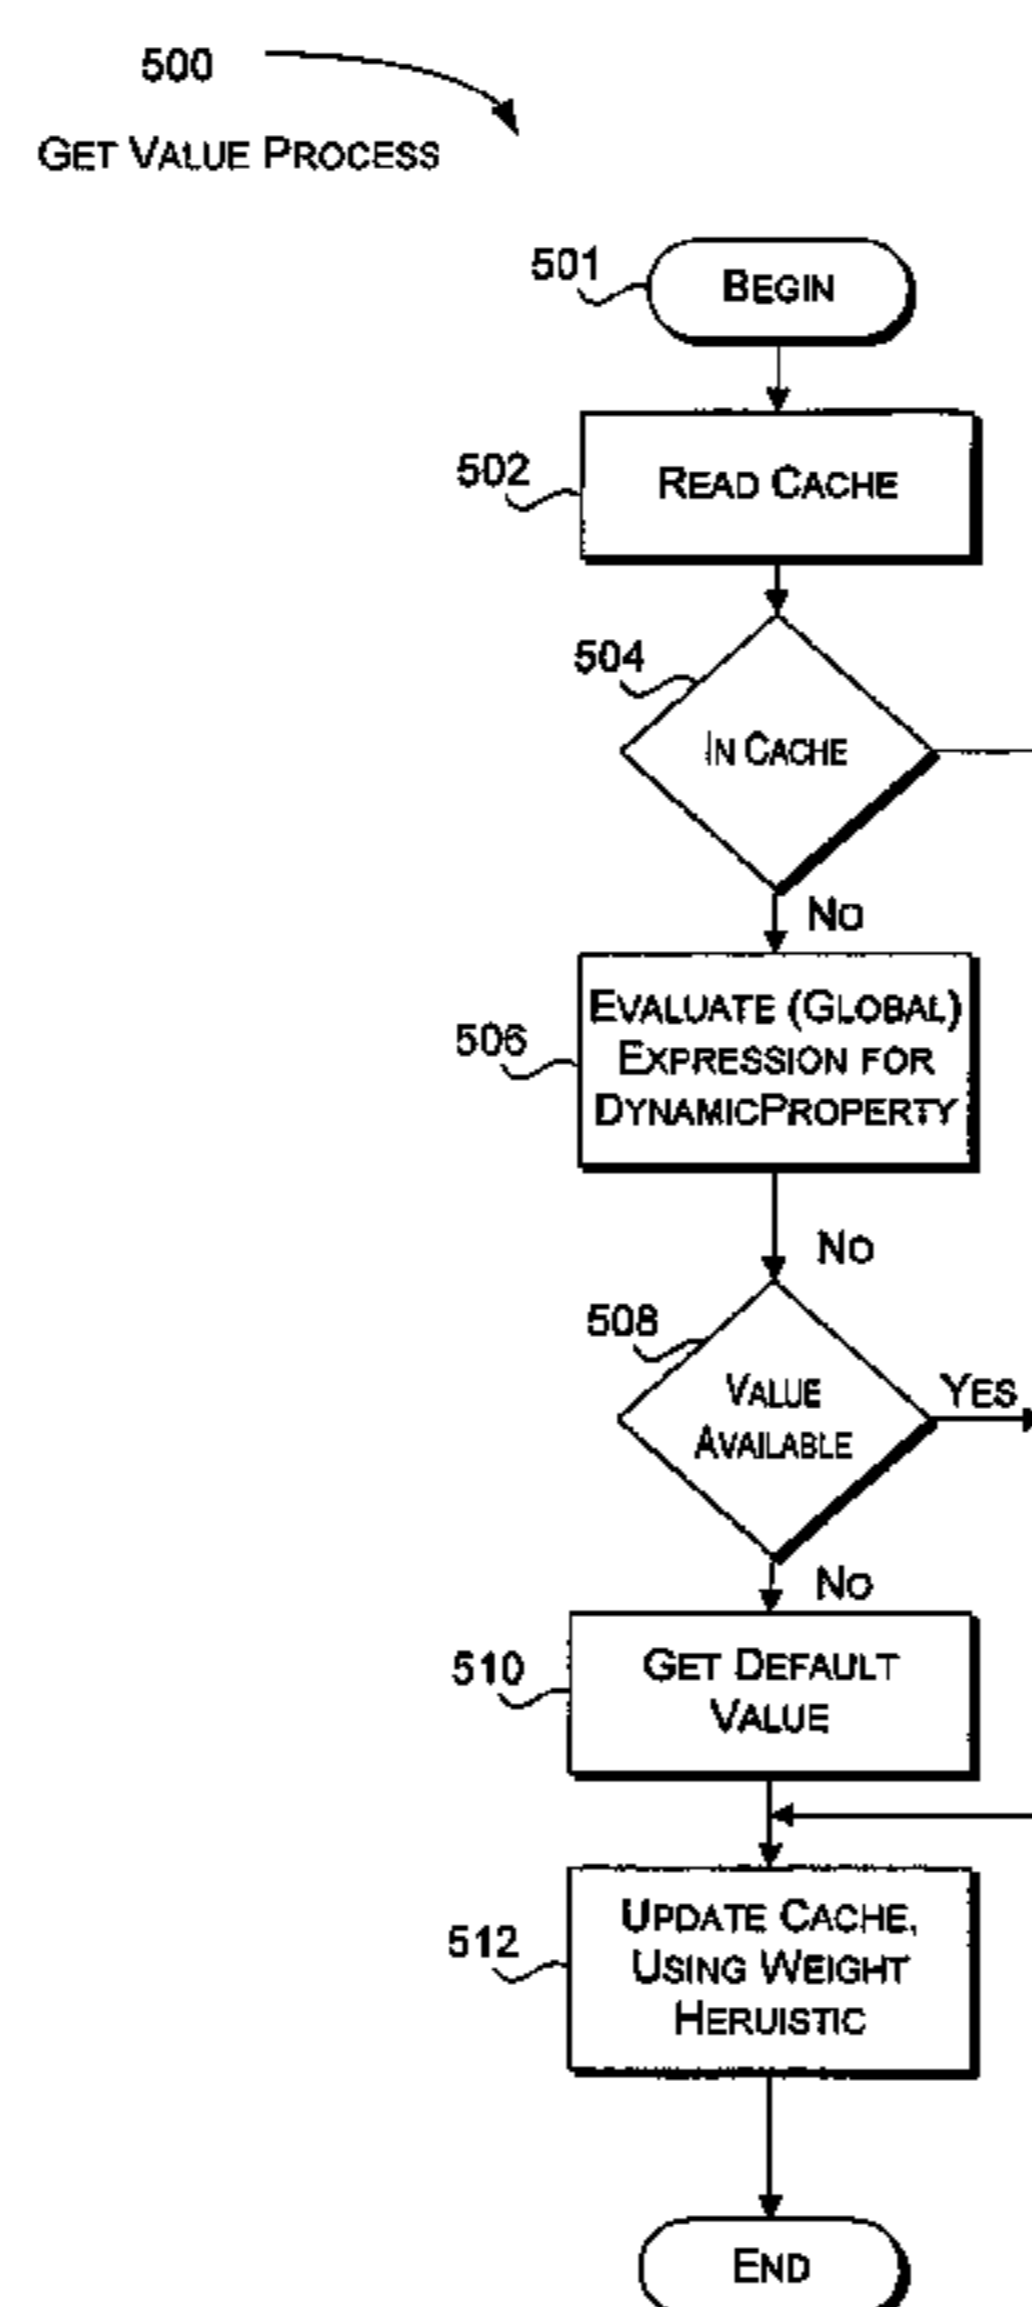 500
GET VALUE PROCESS
501
BEGIN
502
READ CACHE
504
IN CACHE
NO
506
EVALUATE (GLOBAL)
EXPRESSION FOR
DYNAMICPROPERTY
NO
508
VALUE
AVAILABLE
YES
NO
510
GET DEFAULT
VALUE
512
UPDATE CACHE,
USING WEIGHT
HERUISTIC
END